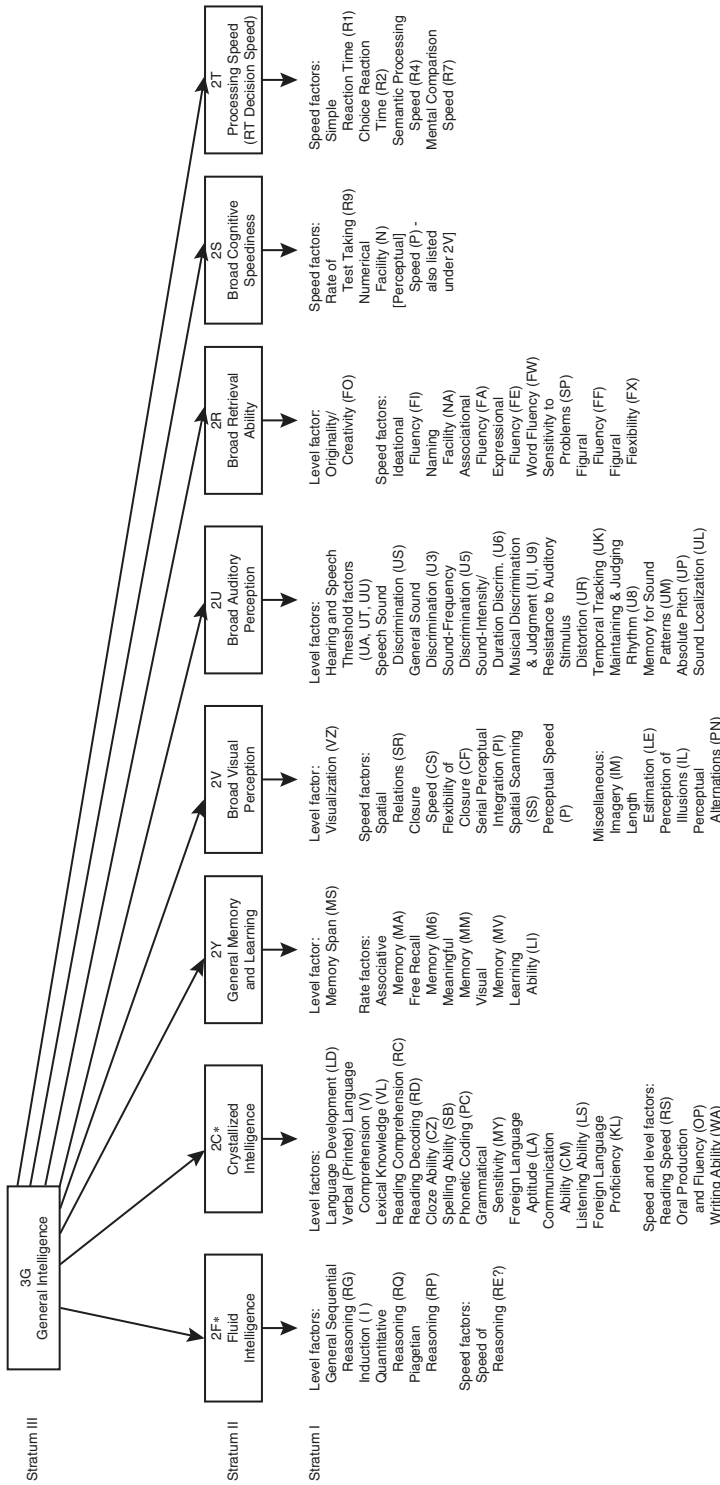 Stratum III
3G
General Intelligence
Stratum II
2F*
Fluid
Intelligence
2C*
Crystallized
Intelligence
2Y
General Memory
and Learning
2V
Broad Visual
Perception
2U
Broad Auditory
Perception
2R
Broad Retrieval
Ability
2S
Broad Cognitive
Speediness
2T
Processing Speed
(RT Decision Speed)
Stratum I
Level factors:
General Sequential
Reasoning (RG)
Induction ( I )
Quantitative
Reasoning (RQ)
Piagetian
Reasoning (RP)
Speed factors:
Speed of
Reasoning (RE?)
Level factors:
Language Development (LD)
Verbal (Printed) Language
Comprehension (V)
Lexical Knowledge (VL)
Reading Comprehension (RC)
Reading Decoding (RD)
Cloze Ability (CZ)
Spelling Ability (SB)
Phonetic Coding (PC)
Grammatical
Sensitivity (MY)
Foreign Language
Aptitude (LA)
Communication
Ability (CM)
Listening Ability (LS)
Foreign Language
Proficiency (KL)
Speed and level factors:
Reading Speed (RS)
Oral Production
and Fluency (OP)
Writing Ability (WA)
Level factor:
Memory Span (MS)
Rate factors:
Associative
Memory (MA)
Free Recall
Memory (M6)
Meaningful
Memory (MM)
Visual
Memory (MV)
Learning
Ability (LI)
Level factor:
Visualization (VZ)
Speed factors:
Spatial
Relations (SR)
Closure
Speed (CS)
Flexibility of
Closure (CF)
Serial Perceptual
Integration (PI)
Spatial Scanning
(SS)
Perceptual Speed
(P)
Miscellaneous:
Imagery (IM)
Length
Estimation (LE)
Perception of
Illusions (IL)
Perceptual
Alternations (PN)
Level factors:
Hearing and Speech
Threshold factors
(UA, UT, UU)
Speech Sound
Discrimination (US)
General Sound
Discrimination (U3)
Sound-Frequency
Discrimination (U5)
Sound-Intensity/
Duration Discrim. (U6)
Musical Discrimination
& Judgment (UI, U9)
Resistance to Auditory
Stimulus
Distortion (UR)
Temporal Tracking (UK)
Maintaining & Judging
Rhythm (U8)
Memory for Sound
Patterns (UM)
Absolute Pitch (UP)
Sound Localization (UL)
Level factor:
Originality/
Creativity (FO)
Speed factors:
Ideational
Fluency (FI)
Naming
Facility (NA)
Associational
Fluency (FA)
Expressional
Fluency (FE)
Word Fluency (FW)
Sensitivity to
Problems (SP)
Figural
Fluency (FF)
Figural
Flexibility (FX)
Speed factors:
Rate of
Test Taking (R9)
Numerical
Facility (N)
[Perceptual]
Speed (P) -
also listed
under 2V]
Speed factors:
Simple
Reaction Time (R1)
Choice Reaction
Time (R2)
Semantic Processing
Speed (R4)
Mental Comparison
Speed (R7)